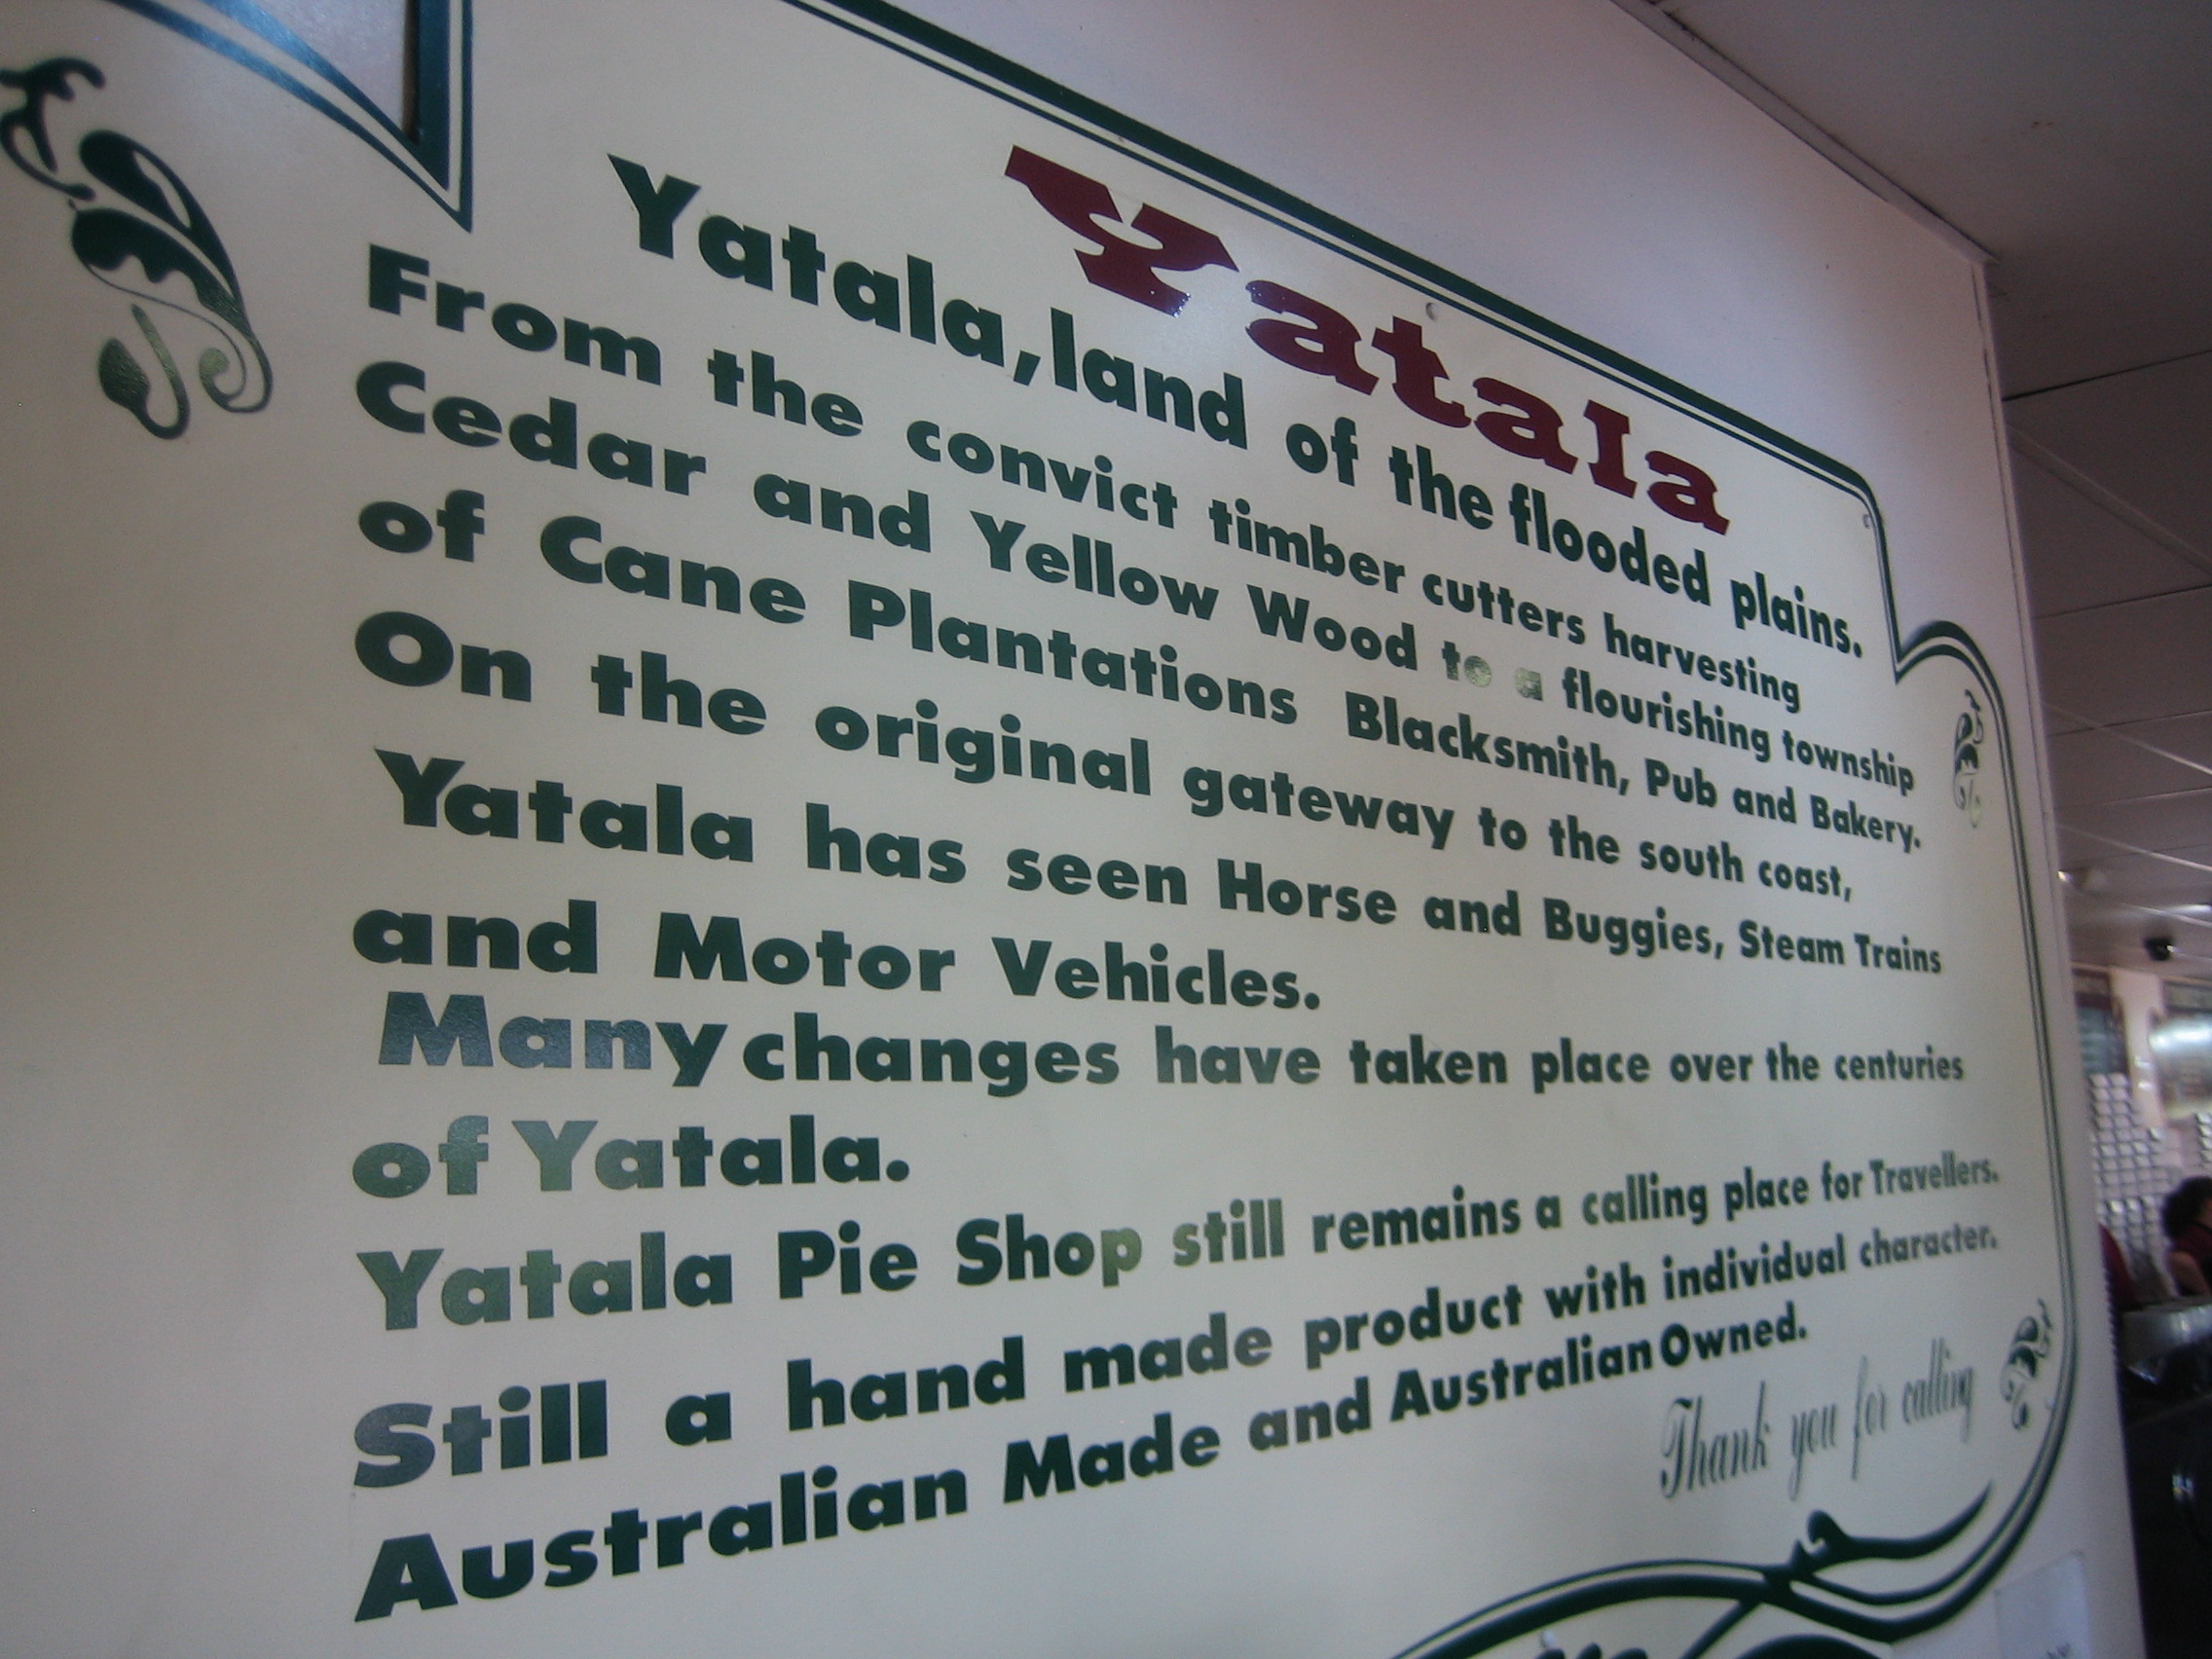 Yatala
Yatala, land of the flooded plains.
From the convict timber cutters harvesting
Cedar and Yellow Wood to a flourishing township
of Cane Plantations Blacksmith, Pub and Bakery.
On the original gateway to the south coast,
Yatala has seen Horse and Buggies, Steam Trains
and Motor Vehicles.
Many changes have taken place over the centuries
of Yatala.
Yatala Pie Shop still remains a calling place for Travellers.
Still a hand made product with individual character.
Australian Made and Australian Owned.
Thank you for calling